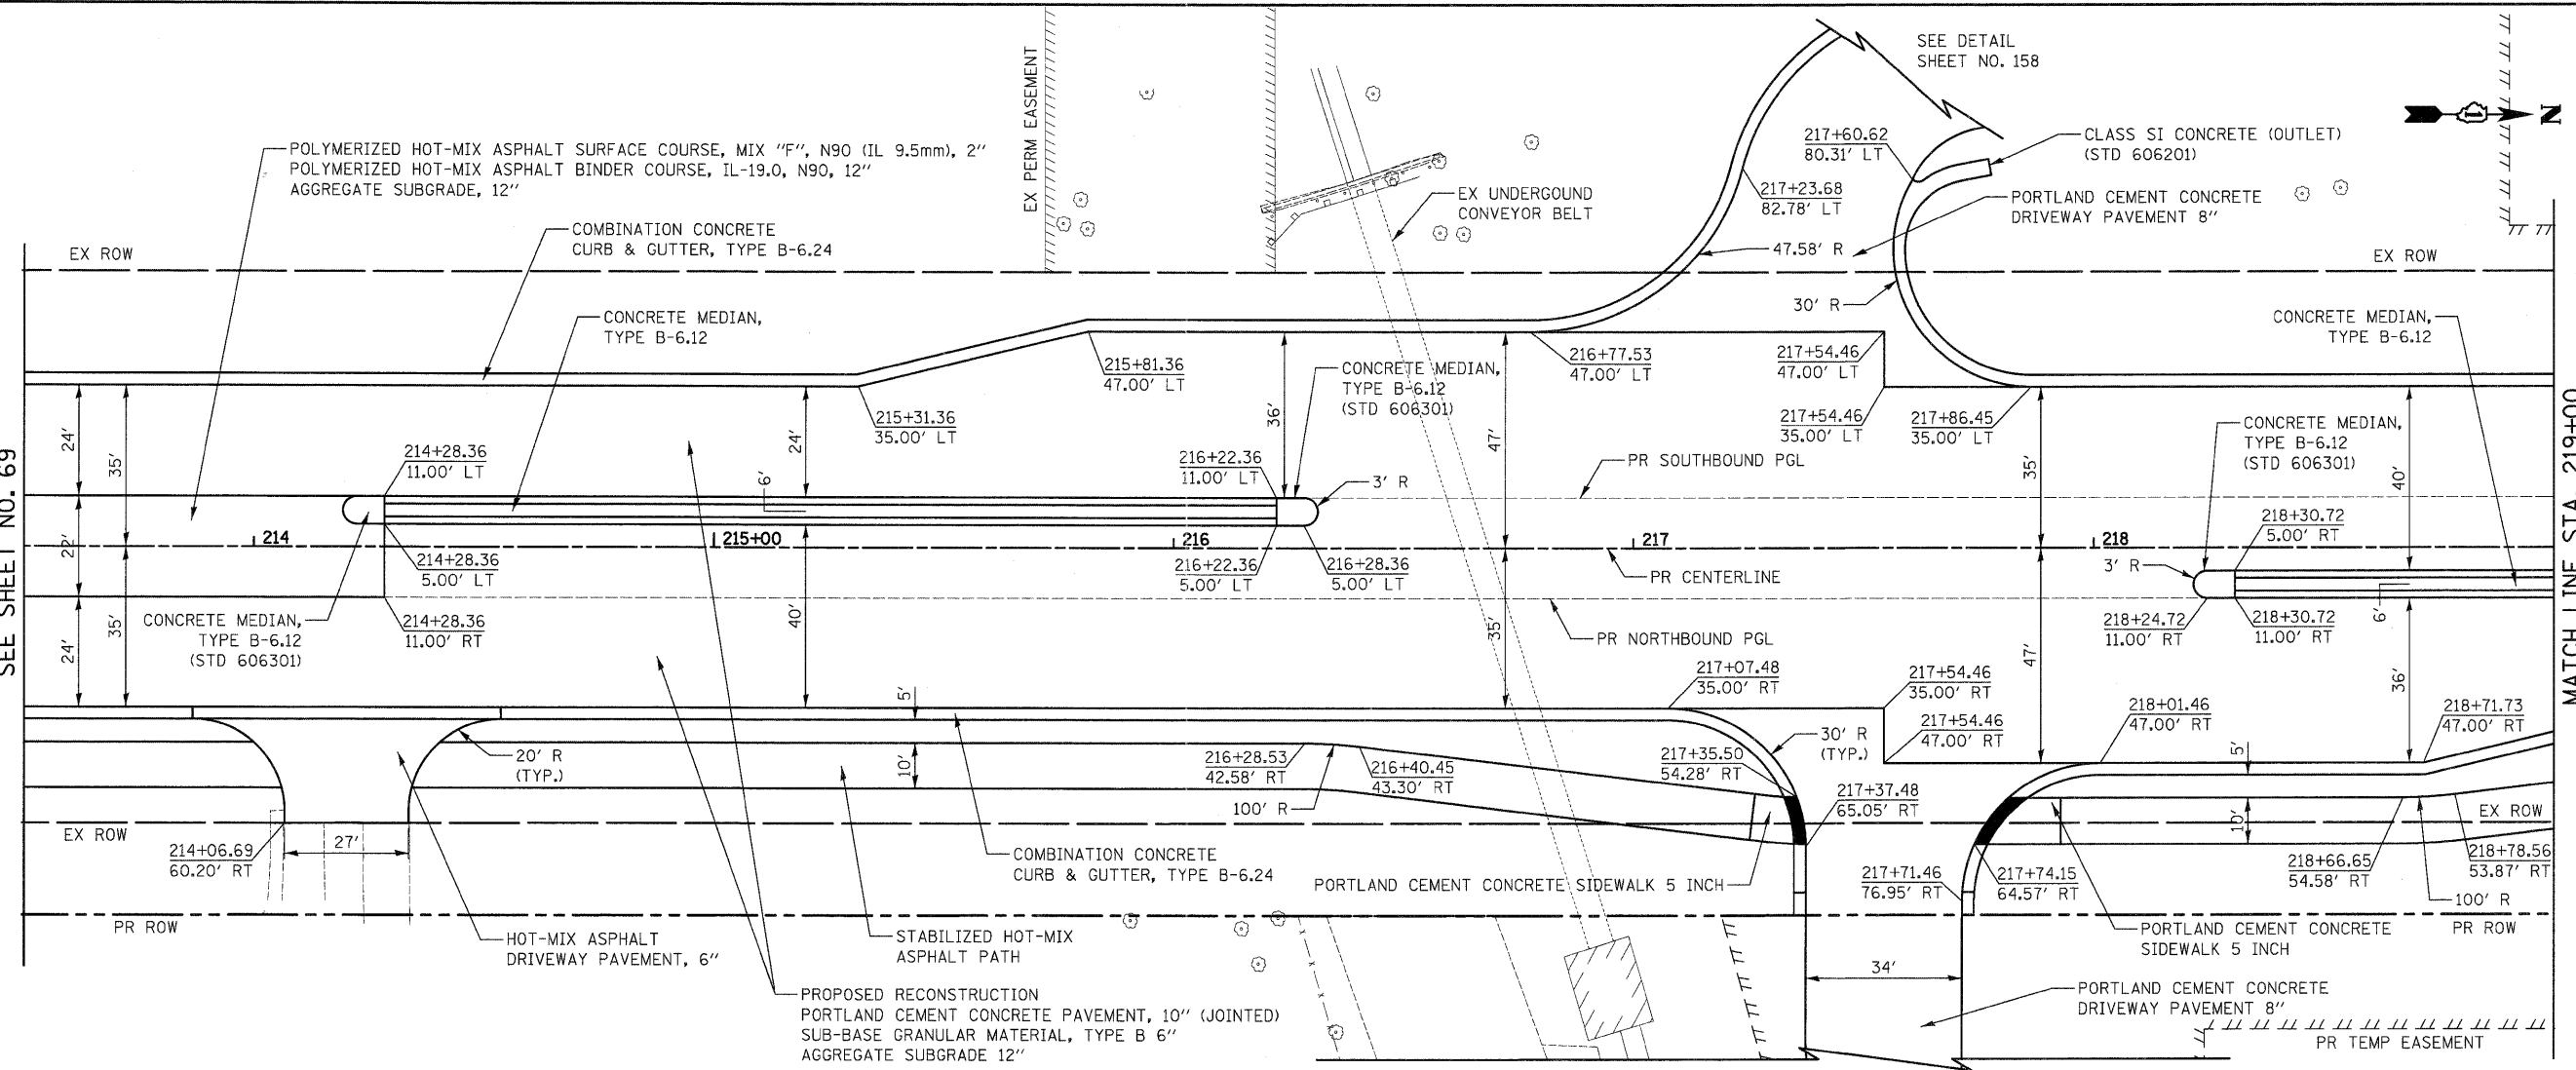 SEE DETAIL
SHEET NO. 158
N
EX PERM EASEMENT
POLYMERIZED HOT-MIX ASPHALT SURFACE COURSE, MIX "F", N90 (IL 9.5mm), 2"
POLYMERIZED HOT-MIX ASPHALT BINDER COURSE, IL-19.0, N90, 12"
AGGREGATE SUBGRADE, 12"
217+60.62
80.31' LT
CLASS SI CONCRETE (OUTLET)
(STD 606201)
EX UNDERGOUND
CONVEYOR BELT
217+23.68
82.78' LT
PORTLAND CEMENT CONCRETE
DRIVEWAY PAVEMENT 8"
COMBINATION CONCRETE
CURB & GUTTER, TYPE B-6.24
EX ROW
47.58' R
EX ROW
30' R
CONCRETE MEDIAN,
TYPE B-6.12
CONCRETE MEDIAN,
TYPE B-6.12
215+81.36
47.00' LT
CONCRETE MEDIAN,
TYPE B-6.12
(STD 606301)
216+77.53
47.00' LT
217+54.46
47.00' LT
215+31.36
35.00' LT
217+54.46
35.00' LT
217+86.45
35.00' LT
CONCRETE MEDIAN,
TYPE B-6.12
(STD 606301)
24'
35'
24'
36'
47'
35'
40'
214+28.36
11.00' LT
6'
216+22.36
11.00' LT
3' R
PR SOUTHBOUND PGL
SEE SHEET NO. 69
MATCH LINE STA 219+00
218+30.72
5.00' RT
22'
214
215+00
216
217
218
214+28.36
5.00' LT
216+22.36
5.00' LT
216+28.36
5.00' LT
PR CENTERLINE
3' R
6'
CONCRETE MEDIAN,
TYPE B-6.12
(STD 606301)
214+28.36
11.00' RT
PR NORTHBOUND PGL
218+24.72
11.00' RT
218+30.72
11.00' RT
24'
35'
40'
35'
47'
36'
217+07.48
35.00' RT
217+54.46
35.00' RT
5'
217+54.46
47.00' RT
218+01.46
47.00' RT
218+71.73
47.00' RT
20' R
(TYP.)
10'
216+28.53
42.58' RT
216+40.45
43.30' RT
217+35.50
54.28' RT
30' R
(TYP.)
5'
100' R
217+37.48
65.05' RT
10'
EX ROW
EX ROW
214+06.69
60.20' RT
27'
COMBINATION CONCRETE
CURB & GUTTER, TYPE B-6.24
PORTLAND CEMENT CONCRETE SIDEWALK 5 INCH
217+71.46
76.95' RT
217+74.15
64.57' RT
218+66.65
54.58' RT
218+78.56
53.87' RT
100' R
PR ROW
HOT-MIX ASPHALT
DRIVEWAY PAVEMENT, 6"
STABILIZED HOT-MIX
ASPHALT PATH
PORTLAND CEMENT CONCRETE
SIDEWALK 5 INCH
PR ROW
34'
PROPOSED RECONSTRUCTION
PORTLAND CEMENT CONCRETE PAVEMENT, 10" (JOINTED)
SUB-BASE GRANULAR MATERIAL, TYPE B 6"
AGGREGATE SUBGRADE 12"
PORTLAND CEMENT CONCRETE
DRIVEWAY PAVEMENT 8"
PR TEMP EASEMENT